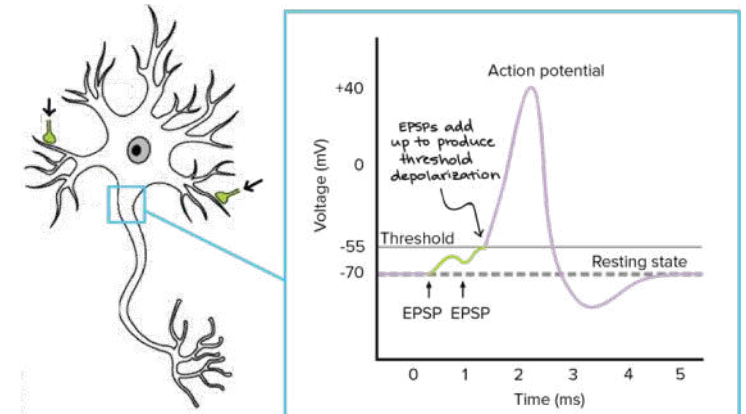 Action potential
+40
EPSPs add
up to produce
threshold
depolarization
0
Voltage (mV)
Threshold
-55
Resting state
-70
EPSP EPSP
0 1 2 3 4 5
Time (ms)